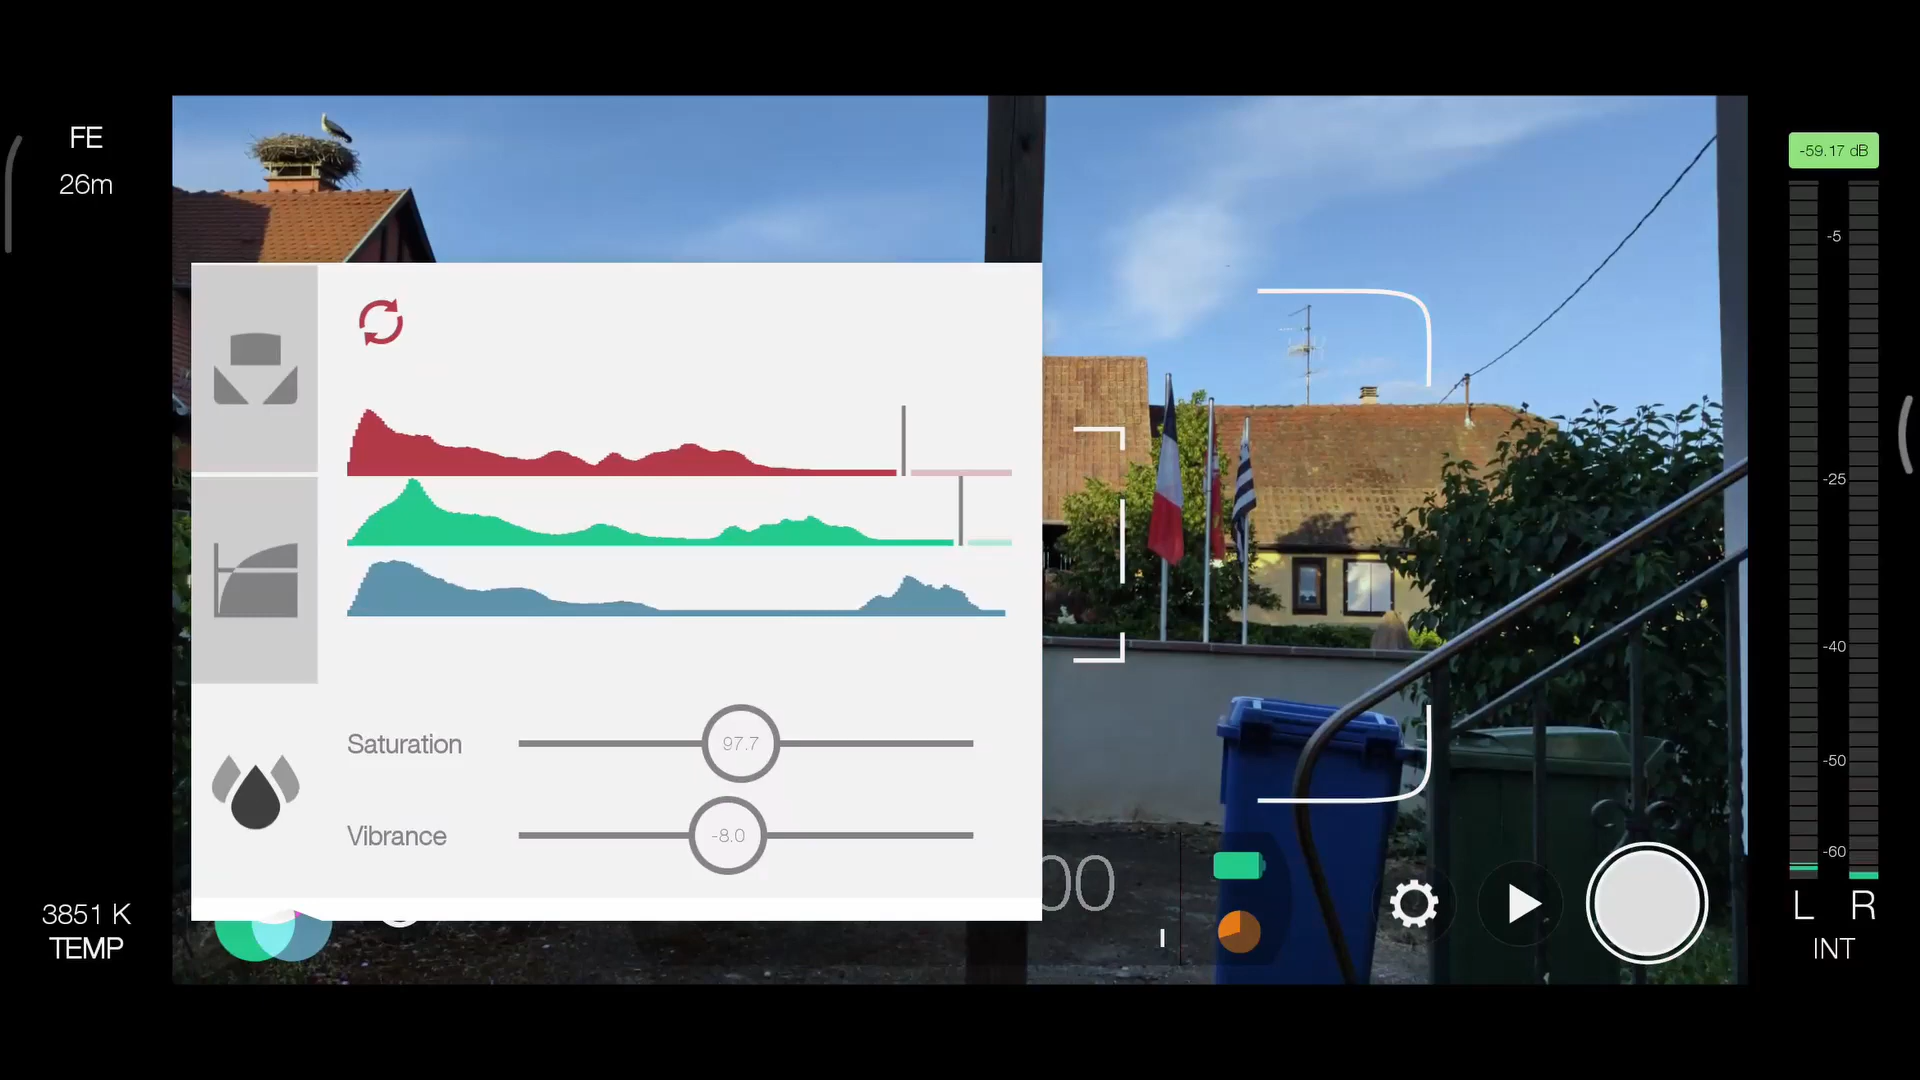 FE
26m
-59.17 dB
-5
-25
Saturation
97.7
-40
-50
Vibrance
-8.0
-60
00
3851 K
TEMP
L R
INT